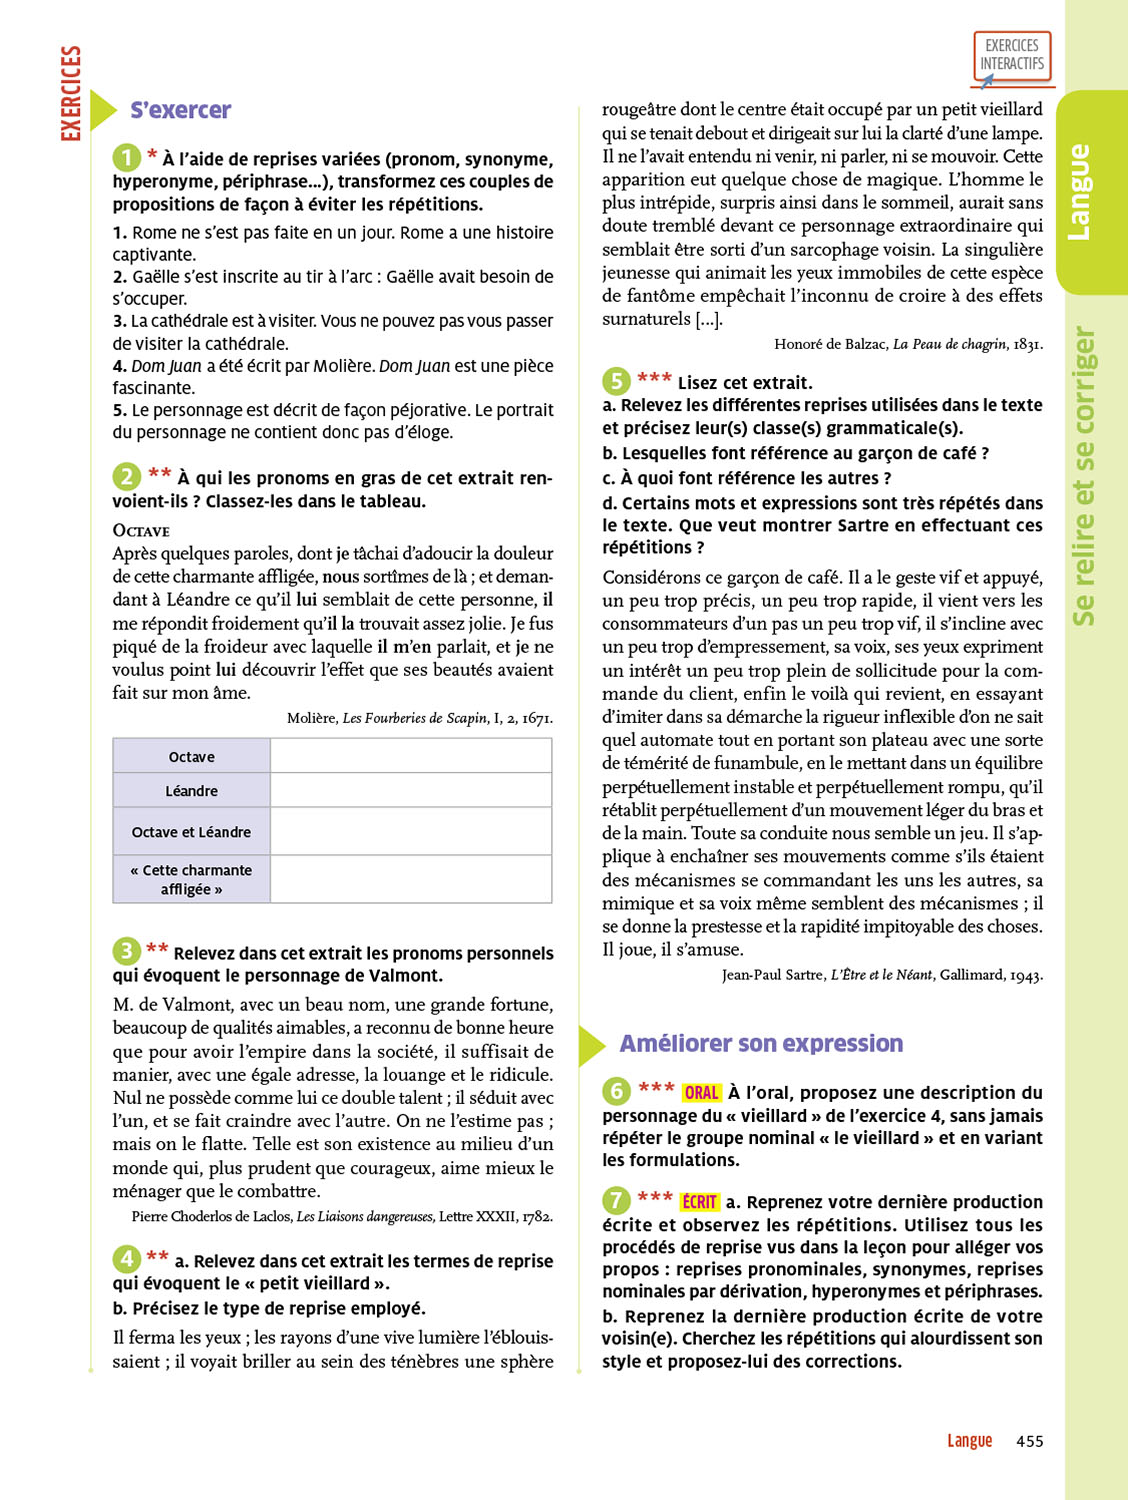 EXERCICES
S'exercer
1 * À l'aide de reprises variées (pronom, synonyme,
hyperonyme, périphrase...), transformez ces couples de
propositions de façon à éviter les répétitions.
1. Rome ne s'est pas faite en un jour. Rome a une histoire
captivante.
2. Gaëlle s'est inscrite au tir à l'arc : Gaëlle avait besoin de
s'occuper.
3. La cathédrale est à visiter. Vous ne pouvez pas vous passer
de visiter la cathédrale.
4. Dom Juan a été écrit par Molière. Dom Juan est une pièce
fascinante.
5. Le personnage est décrit de façon péjorative. Le portrait
du personnage ne contient donc pas d'éloge.
2 ** À qui les pronoms en gras de cet extrait ren-
voient-ils ? Classez-les dans le tableau.
OCTAVE
Après quelques paroles, dont je tâchai d'adoucir la douleur
de cette charmante affligée, nous sortîmes de là ; et deman-
dant à Léandre ce qu'il lui semblait de cette personne, il
me répondit froidement qu'il la trouvait assez jolie. Je fus
piqué de la froideur avec laquelle il m'en parlait, et je ne
voulus point lui découvrir l'effet que ses beautés avaient
fait sur mon âme.
Molière, Les Fourberies de Scapin, I, 2, 1671.
Octave
Léandre
Octave et Léandre
« Cette charmante
affligée »
3 ** Relevez dans cet extrait les pronoms personnels
qui évoquent le personnage de Valmont.
M. de Valmont, avec un beau nom, une grande fortune,
beaucoup de qualités aimables, a reconnu de bonne heure
que pour avoir l'empire dans la société, il suffisait de
manier, avec une égale adresse, la louange et le ridicule.
Nul ne possède comme lui ce double talent ; il séduit avec
l'un, et se fait craindre avec l'autre. On ne l'estime pas ;
mais on le flatte. Telle est son existence au milieu d'un
monde qui, plus prudent que courageux, aime mieux le
ménager que le combattre.
Pierre Choderlos de Laclos, Les Liaisons dangereuses, Lettre XXXII, 1782.
4 ** a. Relevez dans cet extrait les termes de reprise
qui évoquent le « petit vieillard ».
b. Précisez le type de reprise employé.
Il ferma les yeux ; les rayons d'une vive lumière l'éblouis-
saient ; il voyait briller au sein des ténèbres une sphère
EXERCICES
INTERACTIFS
rougeâtre dont le centre était occupé par un petit vieillard
qui se tenait debout et dirigeait sur lui la clarté d'une lampe.
Il ne l'avait entendu ni venir, ni parler, ni se mouvoir. Cette
apparition eut quelque chose de magique. L'homme le
plus intrépide, surpris ainsi dans le sommeil, aurait sans
doute tremblé devant ce personnage extraordinaire qui
semblait être sorti d'un sarcophage voisin. La singulière
jeunesse qui animait les yeux immobiles de cette espèce
de fantôme empêchait l'inconnu de croire à des effets
surnaturels [...].
Honoré de Balzac, La Peau de chagrin, 1831.
5 *** Lisez cet extrait.
a. Relevez les différentes reprises utilisées dans le texte
et précisez leur(s) classe(s) grammaticale(s).
b. Lesquelles font référence au garçon de café ?
c. À quoi font référence les autres ?
d. Certains mots et expressions sont très répétés dans
le texte. Que veut montrer Sartre en effectuant ces
répétitions ?
Considérons ce garçon de café. Il a le geste vif et appuyé,
un peu trop précis, un peu trop rapide, il vient vers les
consommateurs d'un pas un peu trop vif, il s'incline avec
un peu trop d'empressement, sa voix, ses yeux expriment
un intérêt un peu trop plein de sollicitude pour la com-
mande du client, enfin le voilà qui revient, en essayant
d'imiter dans sa démarche la rigueur inflexible d'on ne sait
quel automate tout en portant son plateau avec une sorte
de témérité de funambule, en le mettant dans un équilibre
perpétuellement instable et perpétuellement rompu, qu'il
rétablit perpétuellement d'un mouvement léger du bras et
de la main. Toute sa conduite nous semble un jeu. Il s'ap-
plique à enchaîner ses mouvements comme s'ils étaient
des mécanismes se commandant les uns les autres, sa
mimique et sa voix même semblent des mécanismes ; il
se donne la prestesse et la rapidité impitoyable des choses.
Il joue, il s'amuse.
Jean-Paul Sartre, L'Être et le Néant, Gallimard, 1943.
Améliorer son expression
6 *** ORAL À l'oral, proposez une description du
personnage du « vieillard » de l'exercice 4, sans jamais
répéter le groupe nominal « le vieillard » et en variant
les formulations.
7 *** ÉCRIT a. Reprenez votre dernière production
écrite et observez les répétitions. Utilisez tous les
procédés de reprise vus dans la leçon pour alléger vos
propos : reprises pronominales, synonymes, reprises
nominales par dérivation, hyperonymes et périphrases.
b. Reprenez la dernière production écrite de votre
voisin(e). Cherchez les répétitions qui alourdissent son
style et proposez-lui des corrections.
Langue
Se relire et se corriger
Langue 455